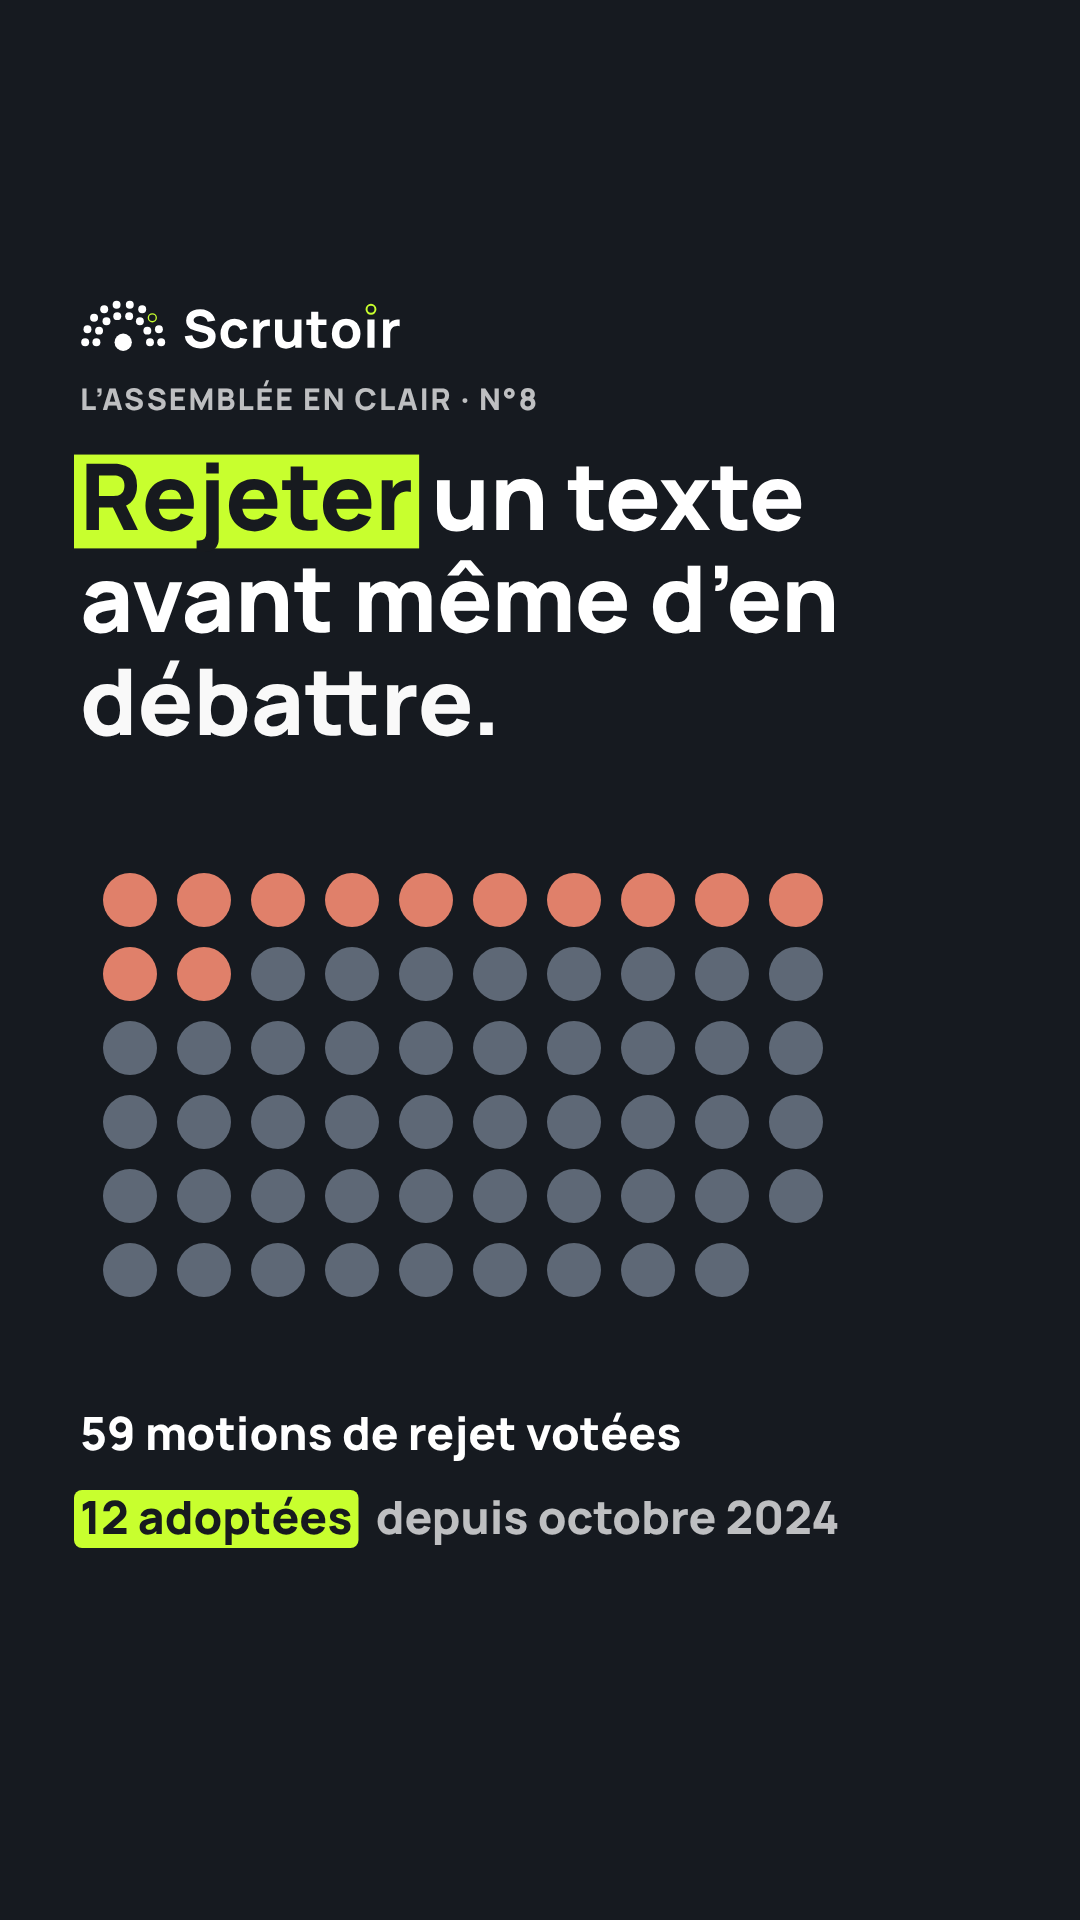 Scrutoir
L’ASSEMBLÉE EN CLAIR · N°8
Rejeter un texte
avant même d’en
débattre.
59 motions de rejet votées
12 adoptées depuis octobre 2024